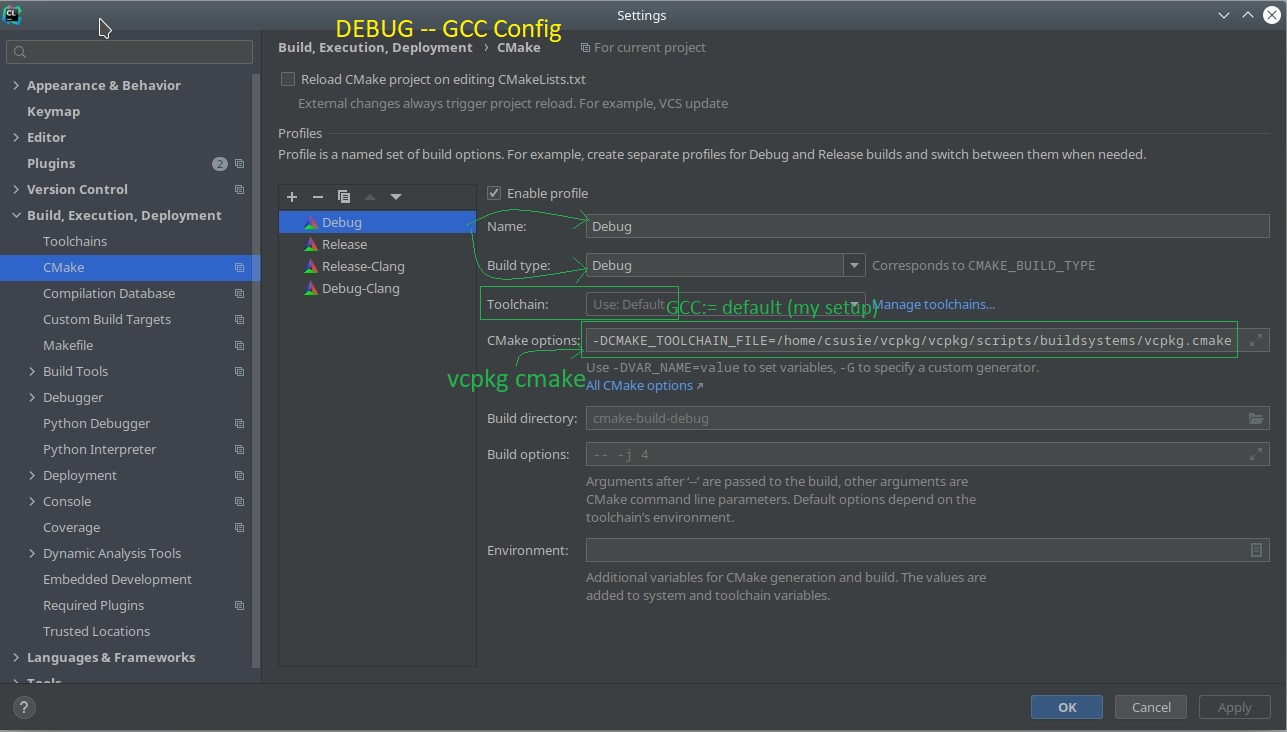 CL
Settings
DEBUG -- GCC Config
Build, Execution, Deployment › CMake
For current project
Reload CMake project on editing CMakeLists.txt
External changes always trigger project reload. For example, VCS update
Appearance & Behavior
Keymap
Editor
Plugins 2
Version Control
Build, Execution, Deployment
Toolchains
CMake
Compilation Database
Custom Build Targets
Makefile
Build Tools
Debugger
Python Debugger
Python Interpreter
Deployment
Console
Coverage
Dynamic Analysis Tools
Embedded Development
Required Plugins
Trusted Locations
Languages & Frameworks
Tools
Profiles
Profile is a named set of build options. For example, create separate profiles for Debug and Release builds and switch between them when needed.
Debug
Release
Release-Clang
Debug-Clang
Enable profile
Name: Debug
Build type: Debug Corresponds to CMAKE_BUILD_TYPE
Toolchain: Use: Default GCC:= default (my setup) Manage toolchains...
CMake options: -DCMAKE_TOOLCHAIN_FILE=/home/csusie/vcpkg/vcpkg/scripts/buildsystems/vcpkg.cmake
Use -DVAR_NAME=value to set variables, -G to specify a custom generator.
vcpkg cmake
All CMake options ↗
Build directory: cmake-build-debug
Build options: -- -j 4
Arguments after ‘--’ are passed to the build, other arguments are
CMake command line parameters. Default options depend on the
toolchain’s environment.
Environment:
Additional variables for CMake generation and build. The values are
added to system and toolchain variables.
?
OK Cancel Apply